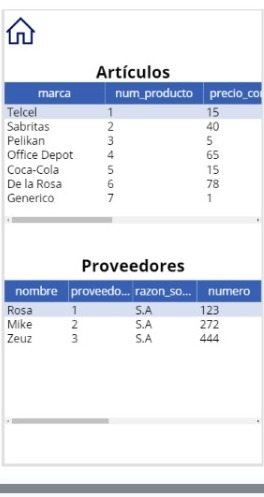 Artículos
marca num_producto precio_co
Telcel 1 15
Sabritas 2 40
Pelikan 3 5
Office Depot 4 65
Coca-Cola 5 15
De la Rosa 6 78
Generico 7 1
Proveedores
nombre proveedo... razon_so... numero
Rosa 1 S.A 123
Mike 2 S.A 272
Zeuz 3 S.A 444